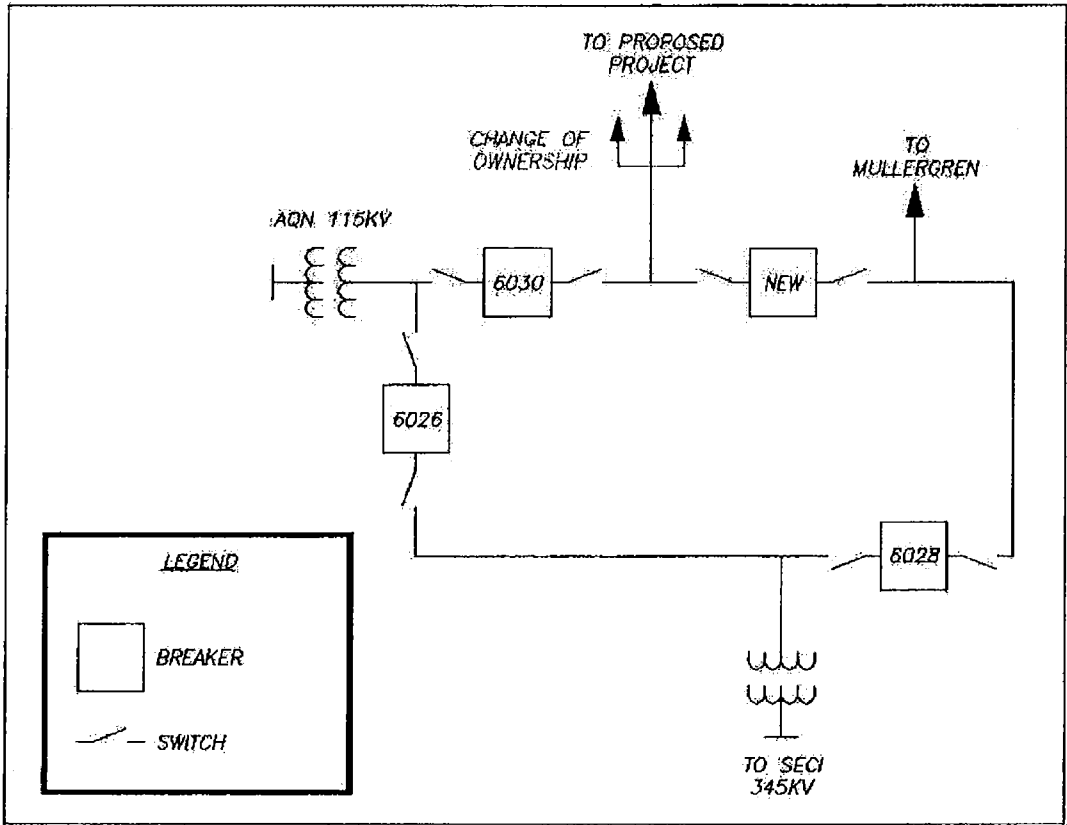 TO PROPOSED
PROJECT
CHANGE OF
OWNERSHIP
TO
MULLERGREN
AQN 115KV
6030
NEW
6026
6028
LEGEND
BREAKER
SWITCH
TO SECI
345KV